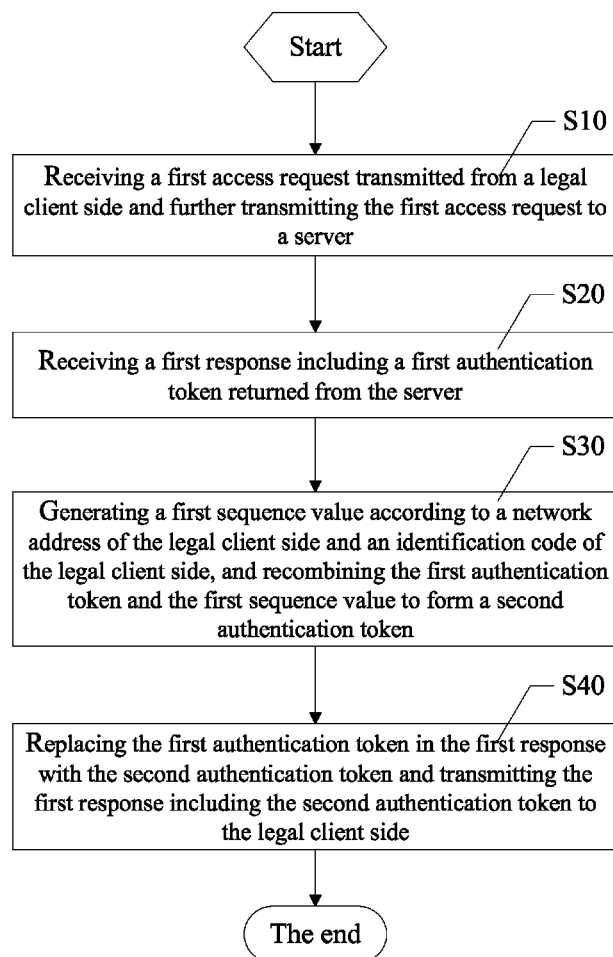 Start
S10
Receiving a first access request transmitted from a legal
client side and further transmitting the first access request to
a server
S20
Receiving a first response including a first authentication
token returned from the server
S30
Generating a first sequence value according to a network
address of the legal client side and an identification code of
the legal client side, and recombining the first authentication
token and the first sequence value to form a second
authentication token
S40
Replacing the first authentication token in the first response
with the second authentication token and transmitting the
first response including the second authentication token to
the legal client side
The end